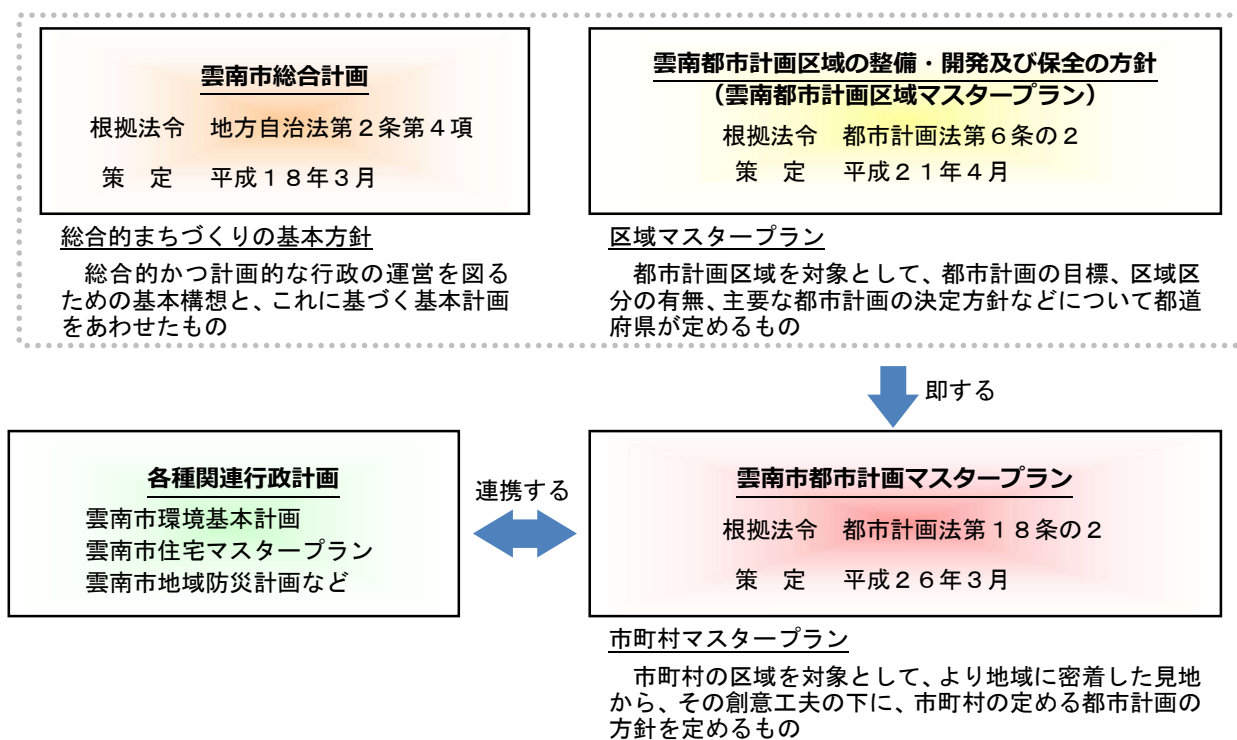 雲南市総合計画
根拠法令　地方自治法第２条第４項
策　定　平成１８年３月
総合的まちづくりの基本方針
総合的かつ計画的な行政の運営を図る
ための基本構想と、これに基づく基本計画
をあわせたもの
雲南都市計画区域の整備・開発及び保全の方針
（雲南都市計画区域マスタープラン）
根拠法令　都市計画法第６条の２
策　定　平成２１年４月
区域マスタープラン
都市計画区域を対象として、都市計画の目標、区域区
分の有無、主要な都市計画の決定方針などについて都道
府県が定めるもの
即する
各種関連行政計画
雲南市環境基本計画
雲南市住宅マスタープラン
雲南市地域防災計画など
連携する
雲南市都市計画マスタープラン
根拠法令　都市計画法第１８条の２
策　定　平成２６年３月
市町村マスタープラン
市町村の区域を対象として、より地域に密着した見地
から、その創意工夫の下に、市町村の定める都市計画の
方針を定めるもの